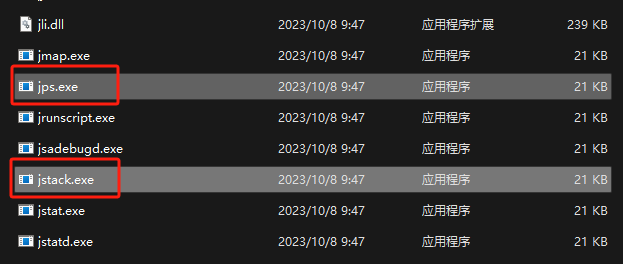 jli.dll 2023/10/8 9:47 应用程序扩展 239 KB
jmap.exe 2023/10/8 9:47 应用程序 21 KB
jps.exe 2023/10/8 9:47 应用程序 21 KB
jrunscript.exe 2023/10/8 9:47 应用程序 21 KB
jsadebugd.exe 2023/10/8 9:47 应用程序 21 KB
jstack.exe 2023/10/8 9:47 应用程序 21 KB
jstat.exe 2023/10/8 9:47 应用程序 21 KB
jstatd.exe 2023/10/8 9:47 应用程序 21 KB